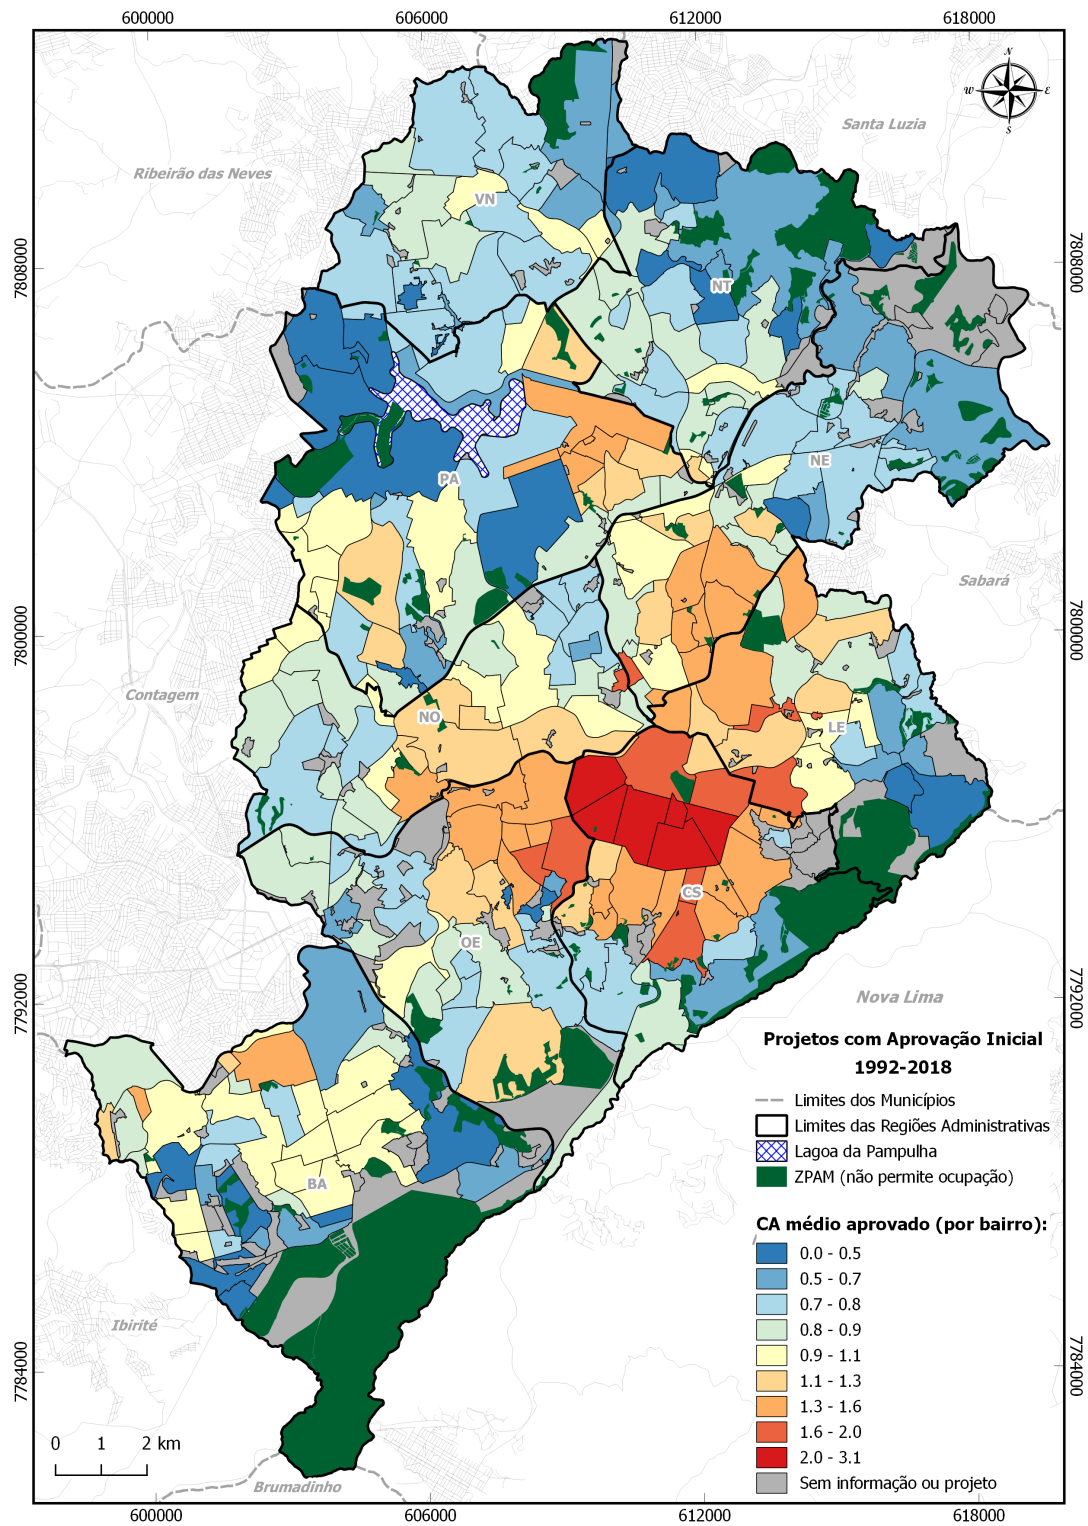 600000 606000 612000 618000
N
W E
S
Santa Luzia
Ribeirão das Neves
VN
7808000 7808000
NT
NE
PA
Sabará
7800000 7800000
Contagem
NO
LE
CS
OE
7792000 7792000
Nova Lima
Projetos com Aprovação Inicial
1992-2018
Limites dos Municípios
Limites das Regiões Administrativas
Lagoa da Pampulha
ZPAM (não permite ocupação)
BA
CA médio aprovado (por bairro):
0.0 - 0.5
0.5 - 0.7
0.7 - 0.8
0.8 - 0.9
0.9 - 1.1
1.1 - 1.3
1.3 - 1.6
1.6 - 2.0
2.0 - 3.1
Sem informação ou projeto
Ibirité
7784000 7784000
0 1 2 km
Brumadinho
600000 606000 612000 618000